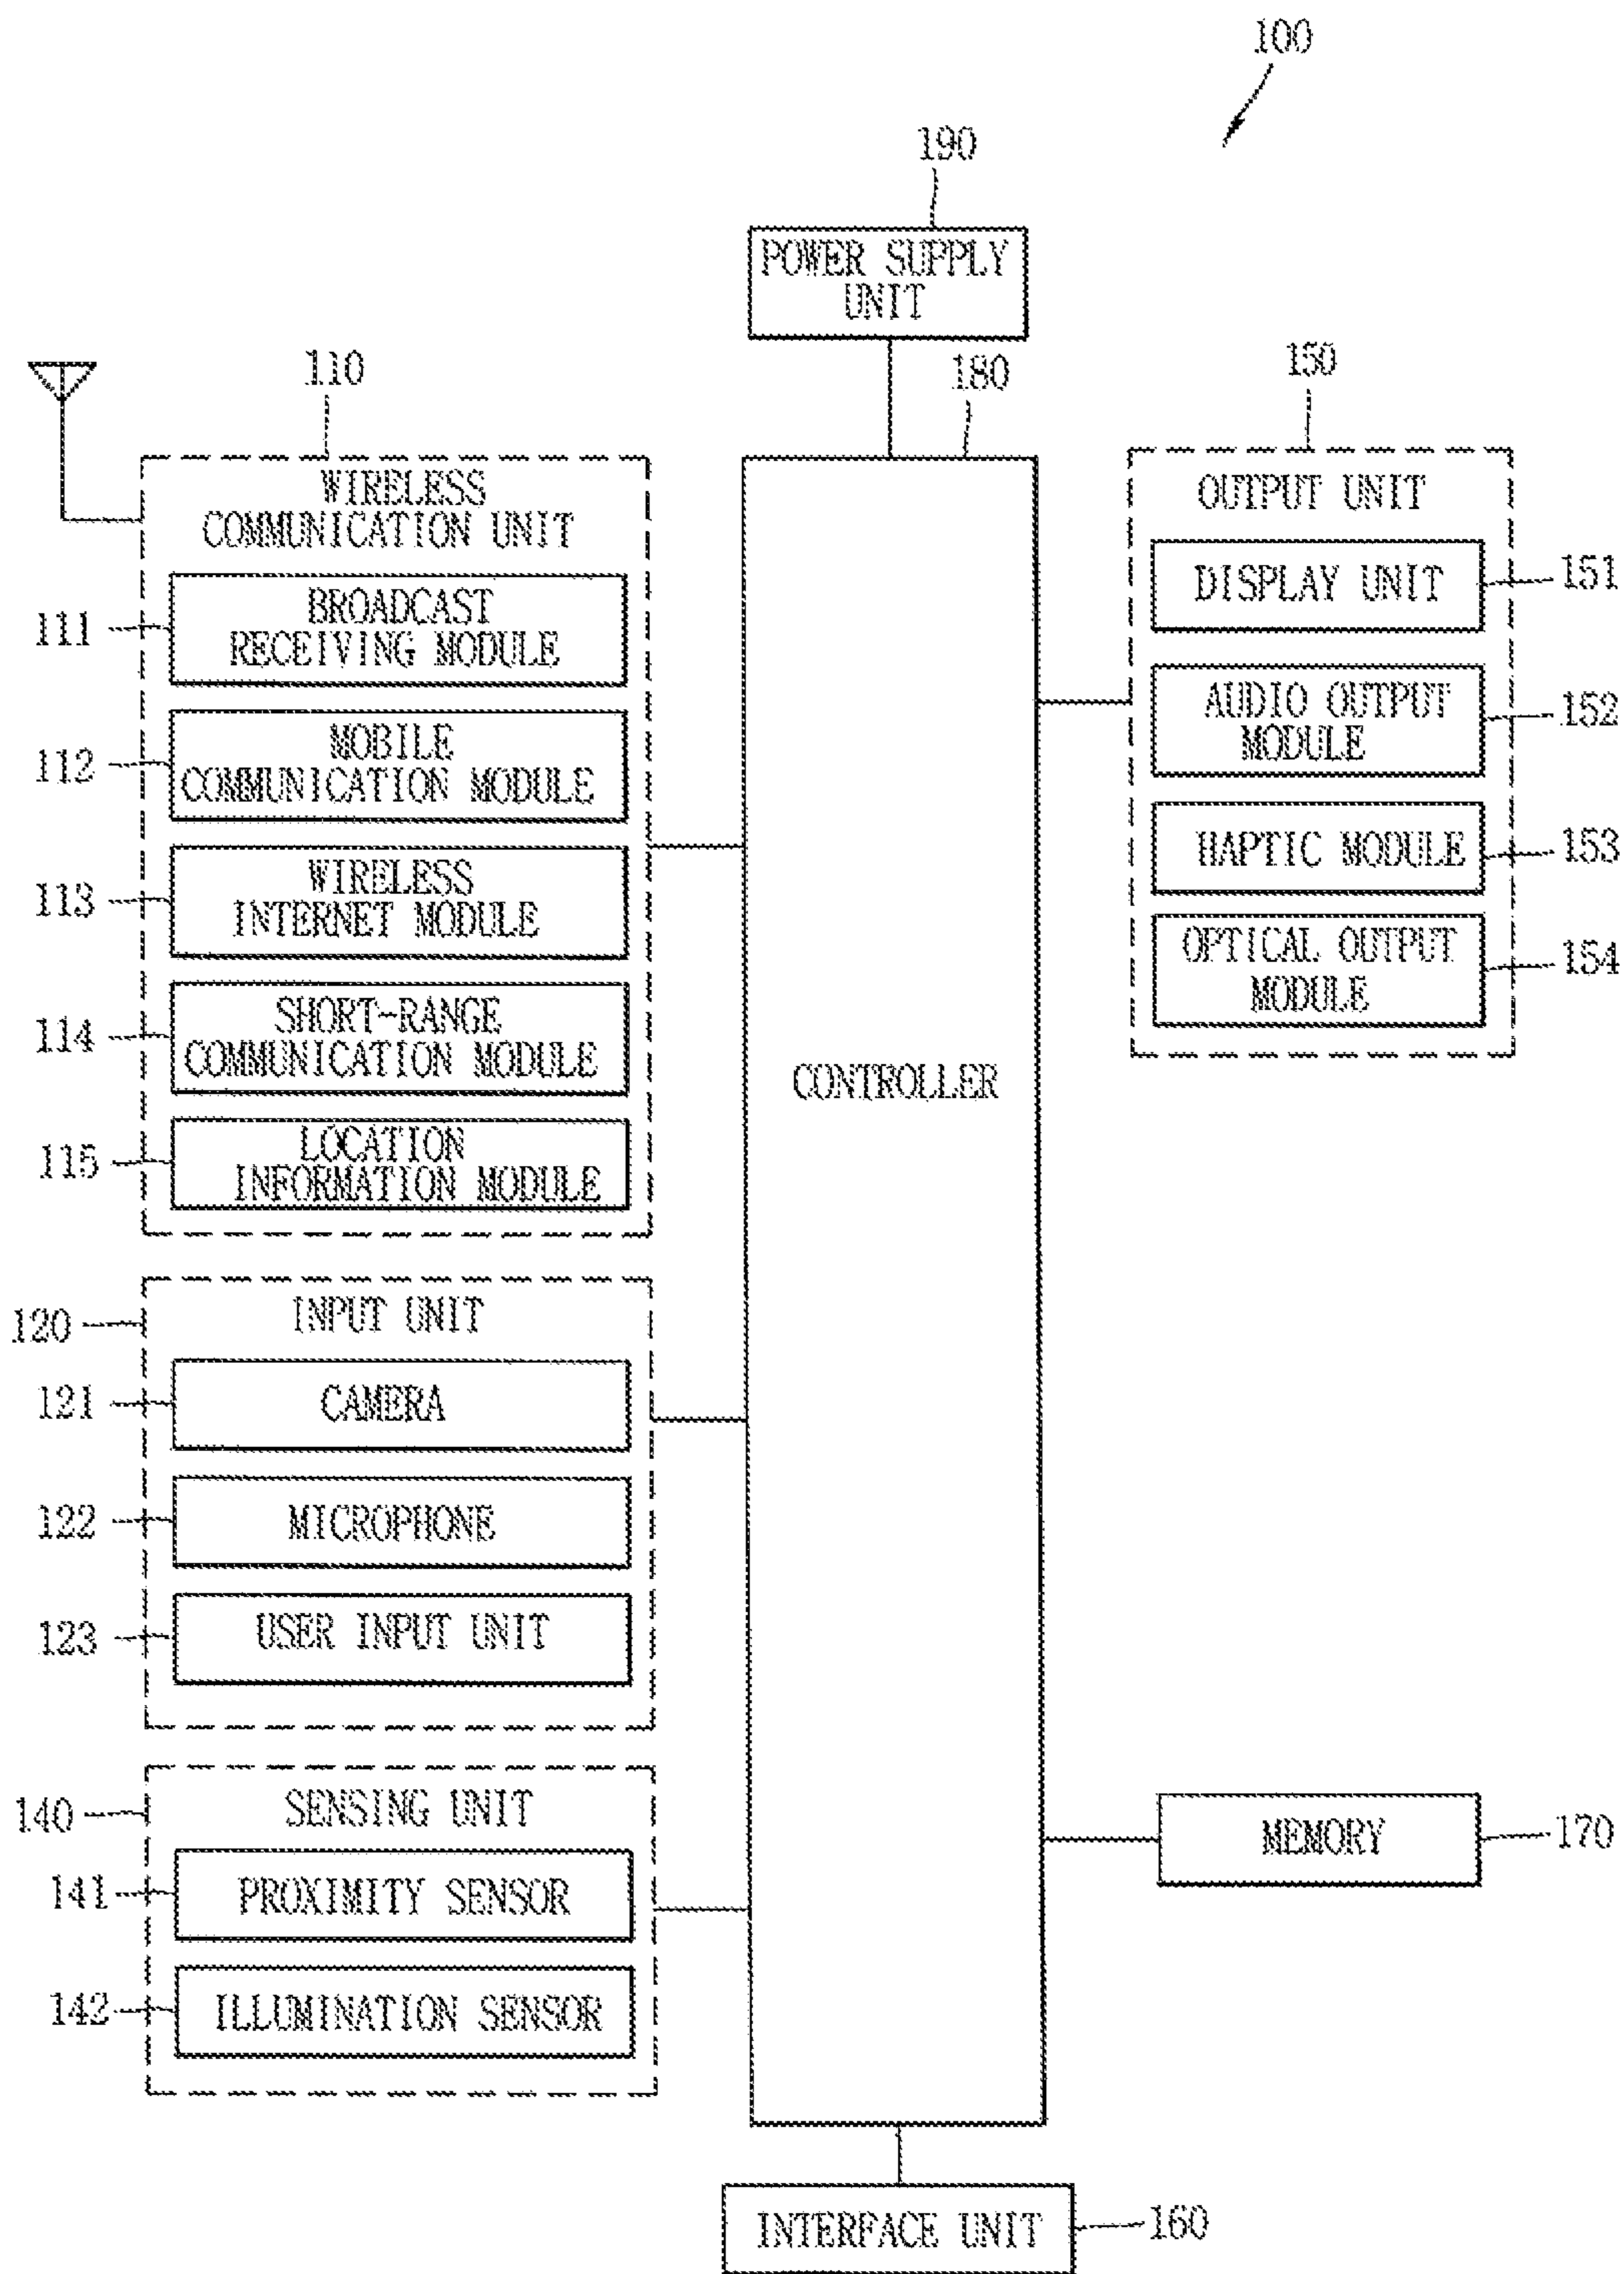 100
190
POWER SUPPLY
UNIT
110
180
150
WIRELESS
COMMUNICATION UNIT
111
BROADCAST
RECEIVING MODULE
112
MOBILE
COMMUNICATION MODULE
113
WIRELESS
INTERNET MODULE
114
SHORT-RANGE
COMMUNICATION MODULE
115
LOCATION
INFORMATION MODULE
120
INPUT UNIT
121
CAMERA
122
MICROPHONE
123
USER INPUT UNIT
140
SENSING UNIT
141
PROXIMITY SENSOR
142
ILLUMINATION SENSOR
CONTROLLER
OUTPUT UNIT
DISPLAY UNIT
151
AUDIO OUTPUT
MODULE
152
HAPTIC MODULE
153
OPTICAL OUTPUT
MODULE
154
MEMORY
170
INTERFACE UNIT
160